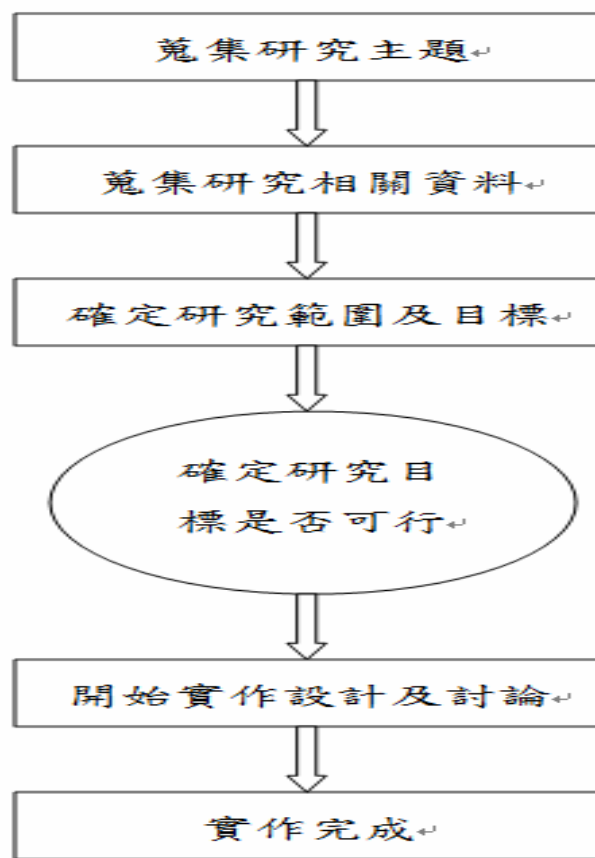 蒐集研究主題
蒐集研究相關資料
確定研究範圍及目標
確定研究目
標是否可行
開始實作設計及討論
實作完成